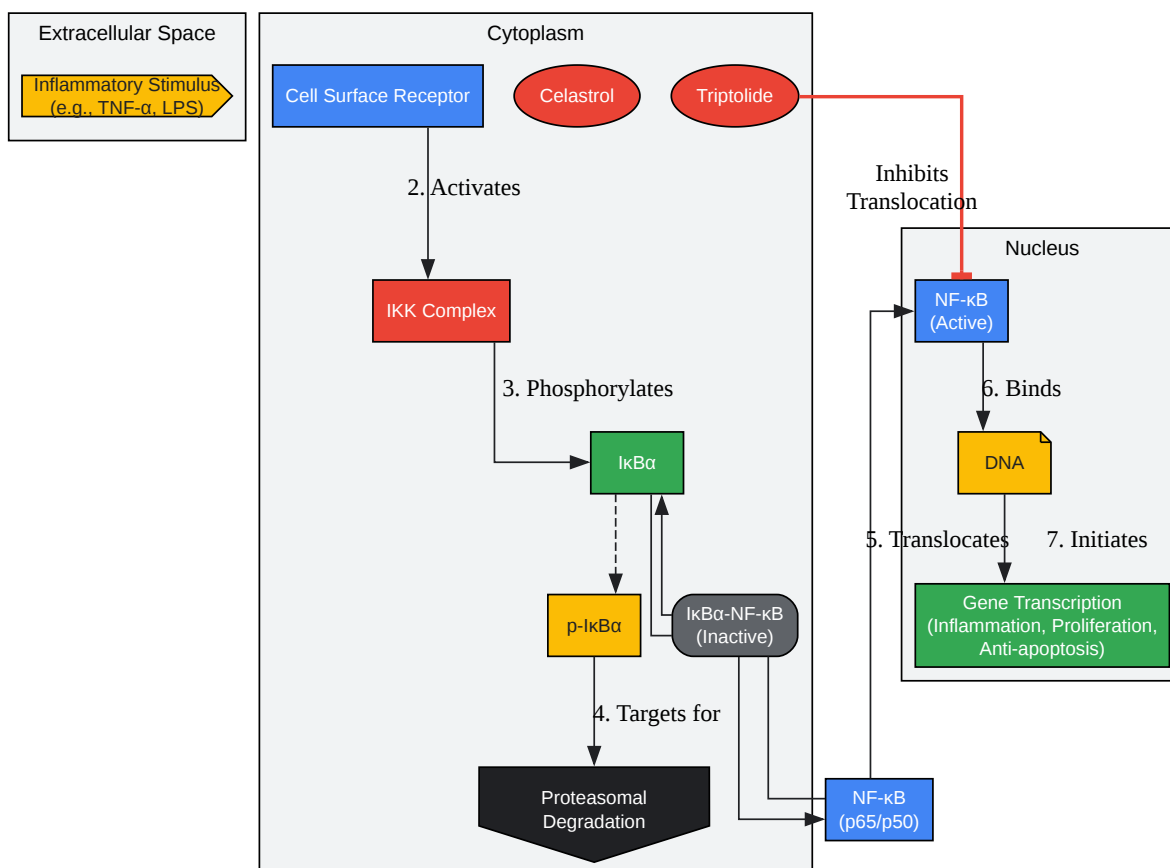 Extracellular Space
Inflammatory Stimulus
(e.g., TNF-α, LPS)
Cytoplasm
Cell Surface Receptor
Celastrol
Triptolide
2. Activates
Inhibits
Translocation
IKK Complex
Nucleus
NF-κB
(Active)
3. Phosphorylates
6. Binds
IκBα
DNA
5. Translocates
7. Initiates
p-IκBα
IκBα-NF-κB
(Inactive)
Gene Transcription
(Inflammation, Proliferation,
Anti-apoptosis)
4. Targets for
Proteasomal
Degradation
NF-κB
(p65/p50)